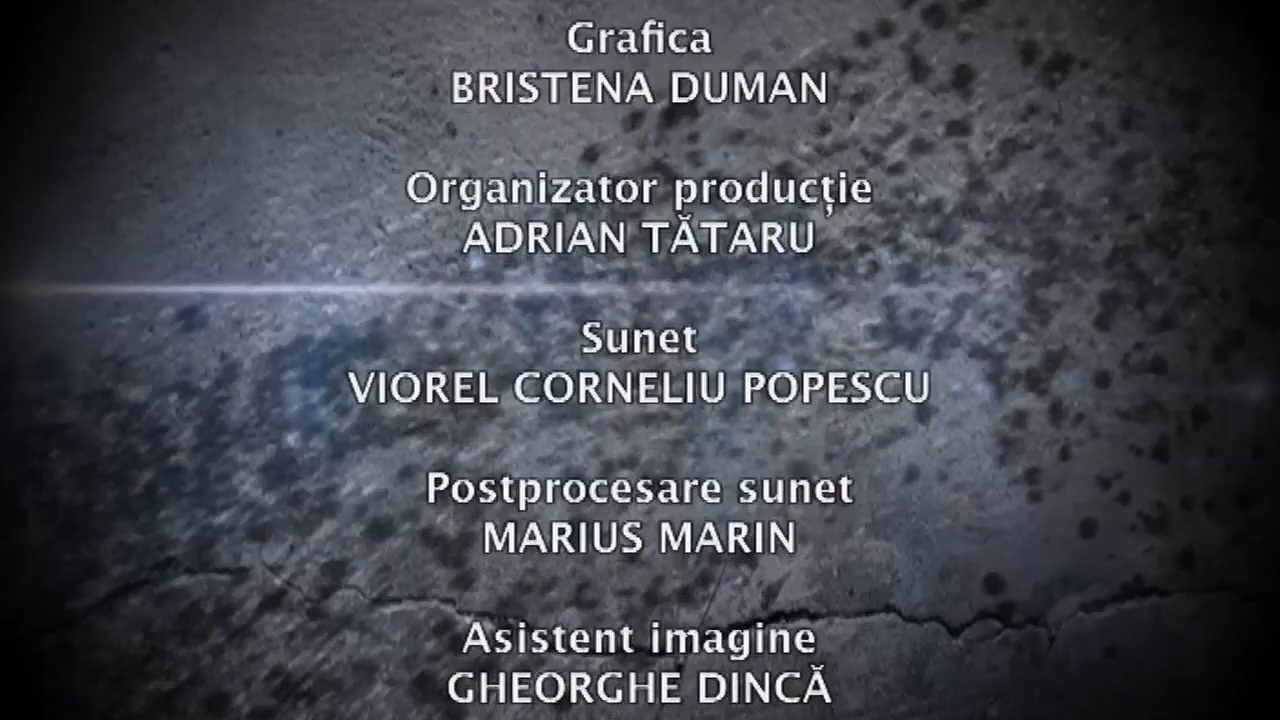 Grafica
BRISTENA DUMAN
Organizator producție
ADRIAN TĂTARU
Sunet
VIOREL CORNELIU POPESCU
Postprocesare sunet
MARIUS MARIN
Asistent imagine
GHEORGHE DINCĂ